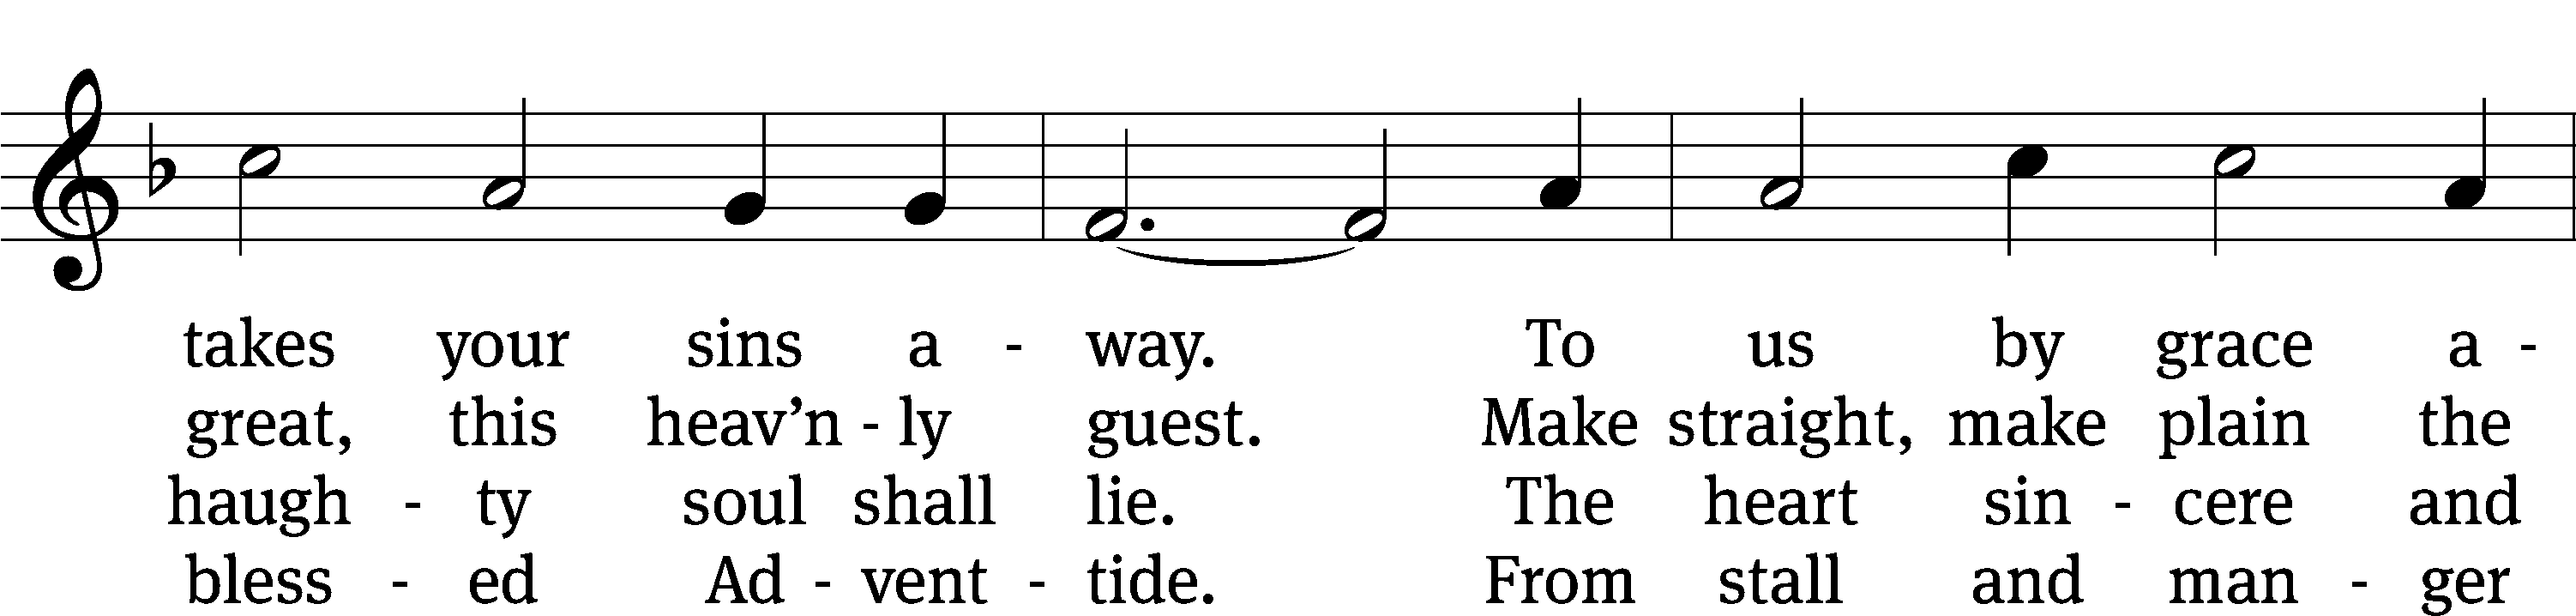 takes your sins a - way. To us by grace a -
great, this heav’n - ly guest. Make straight, make plain the
haugh - ty soul shall lie. The heart sin - cere and
bless - ed Ad - vent - tide. From stall and man - ger